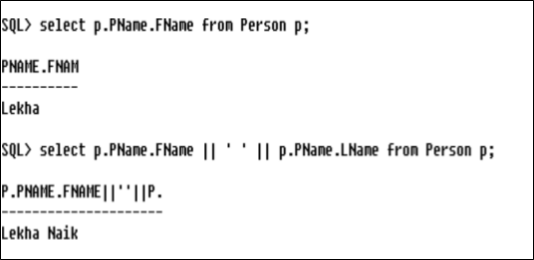 SQL> select p.PName.FName from Person p;
PNAME.FNAM
----------
Lekha
SQL> select p.PName.FName || ' ' || p.PName.LName from Person p;
P.PNAME.FNAME||''||P.
---------------------
Lekha Naik